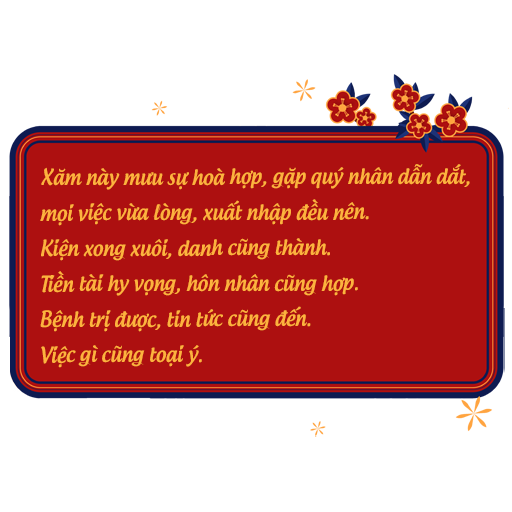 Xăm này mưu sự hoà hợp, gặp quý nhân dẫn dắt,
mọi việc vừa lòng, xuất nhập đều nên.
Kiện xong xuôi, danh cũng thành.
Tiền tài hy vọng, hôn nhân cũng hợp.
Bệnh trị được, tin tức cũng đến.
Việc gì cũng toại ý.